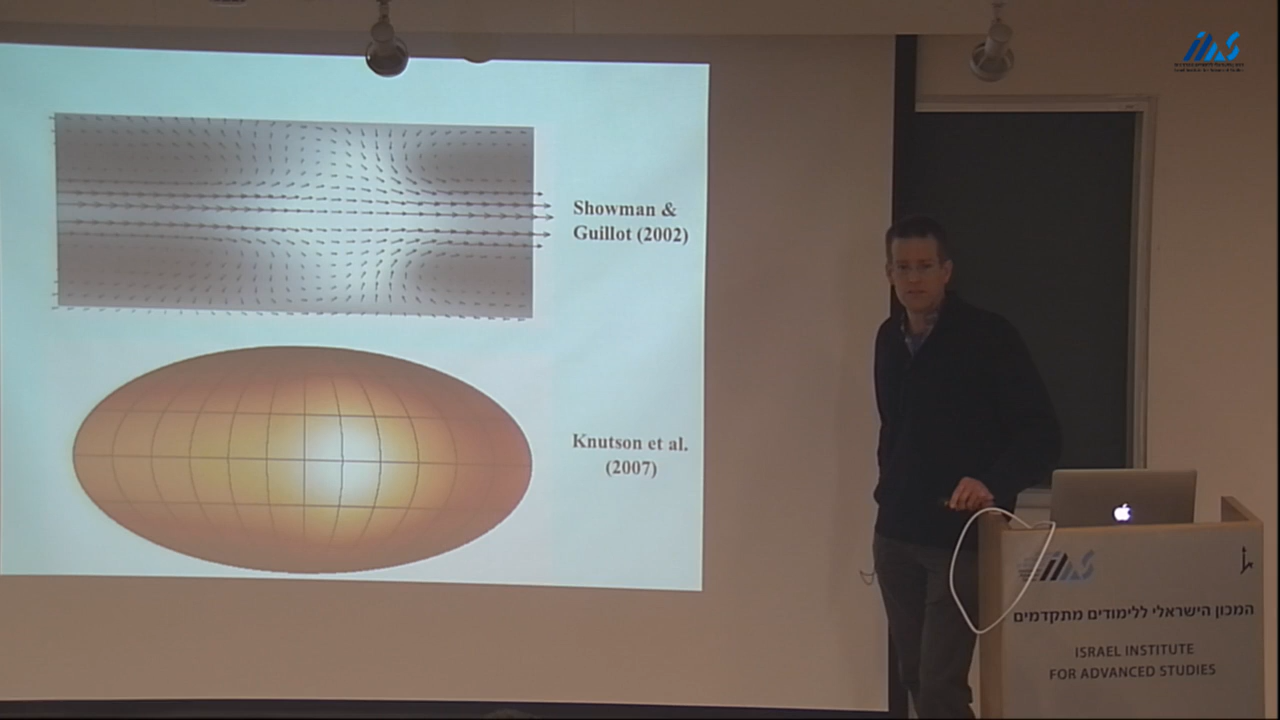 Showman &
Guillot (2002)
Knutson et al.
(2007)
המכון הישראלי ללימודים מתקדמים
ISRAEL INSTITUTE
FOR ADVANCED STUDIES